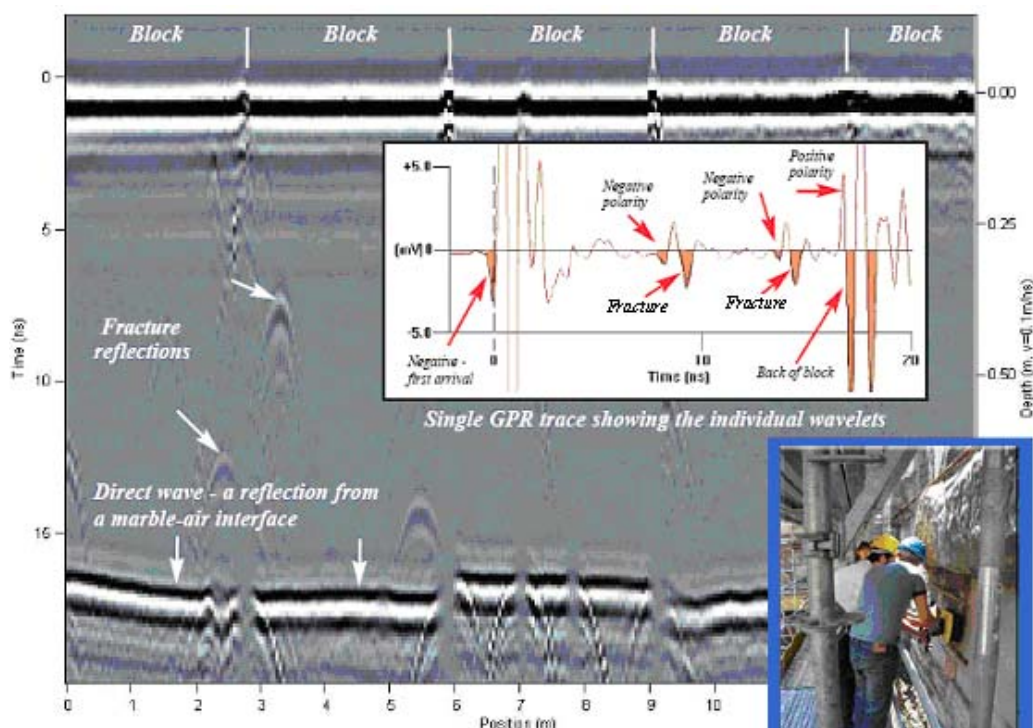 Block Block Block Block Block
0
5
10
15
Time (ns)
0.00
0.25
0.50
Depth (m, v=0.1m/ns)
+5.0
(mV) 0
-5.0
Negative
polarity
Negative
polarity
Positive
polarity
Fracture
Fracture
Negative -
first arrival
Back of block
0 10 20
Time (ns)
Single GPR trace showing the individual wavelets
Fracture
reflections
Direct wave - a reflection from
a marble-air interface
0 1 2 3 4 5 6 7 8 9 10
Position (m)